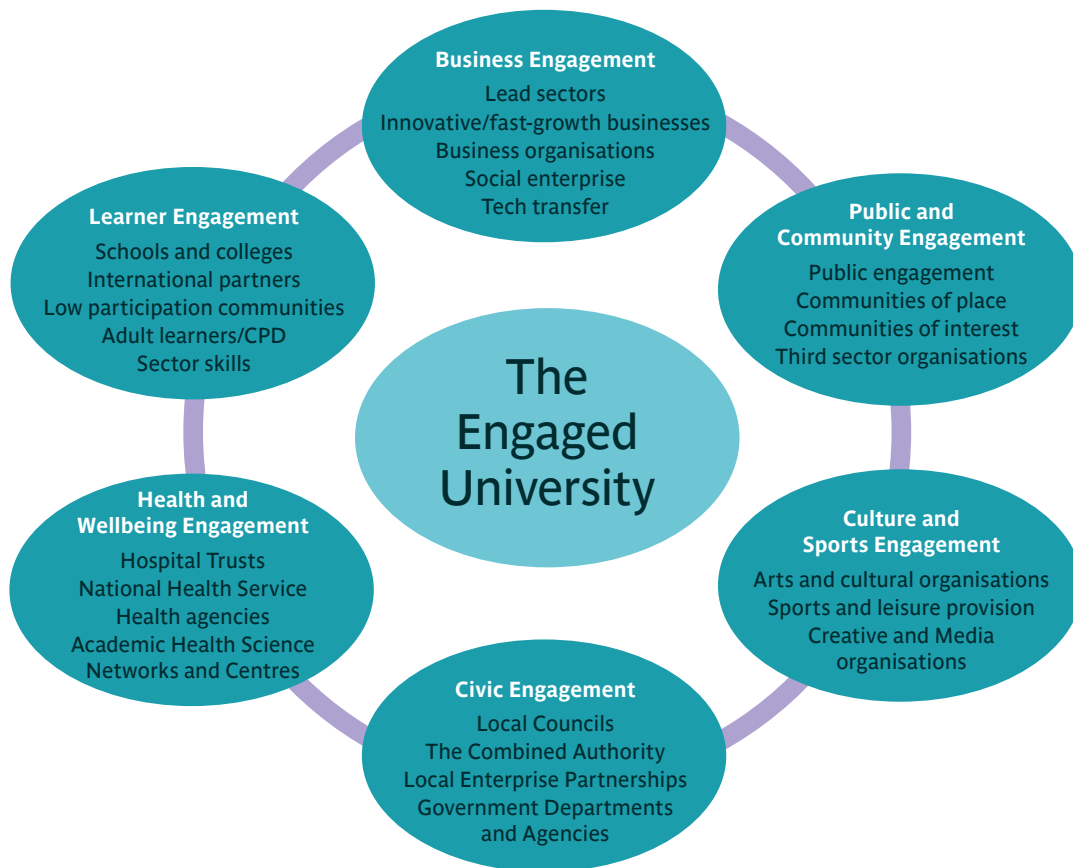 Business Engagement
Lead sectors
Innovative/fast-growth businesses
Business organisations
Social enterprise
Tech transfer
Public and
Community Engagement
Public engagement
Communities of place
Communities of interest
Third sector organisations
Culture and
Sports Engagement
Arts and cultural organisations
Sports and leisure provision
Creative and Media
organisations
Civic Engagement
Local Councils
The Combined Authority
Local Enterprise Partnerships
Government Departments
and Agencies
Health and
Wellbeing Engagement
Hospital Trusts
National Health Service
Health agencies
Academic Health Science
Networks and Centres
Learner Engagement
Schools and colleges
International partners
Low participation communities
Adult learners/CPD
Sector skills
The
Engaged
University